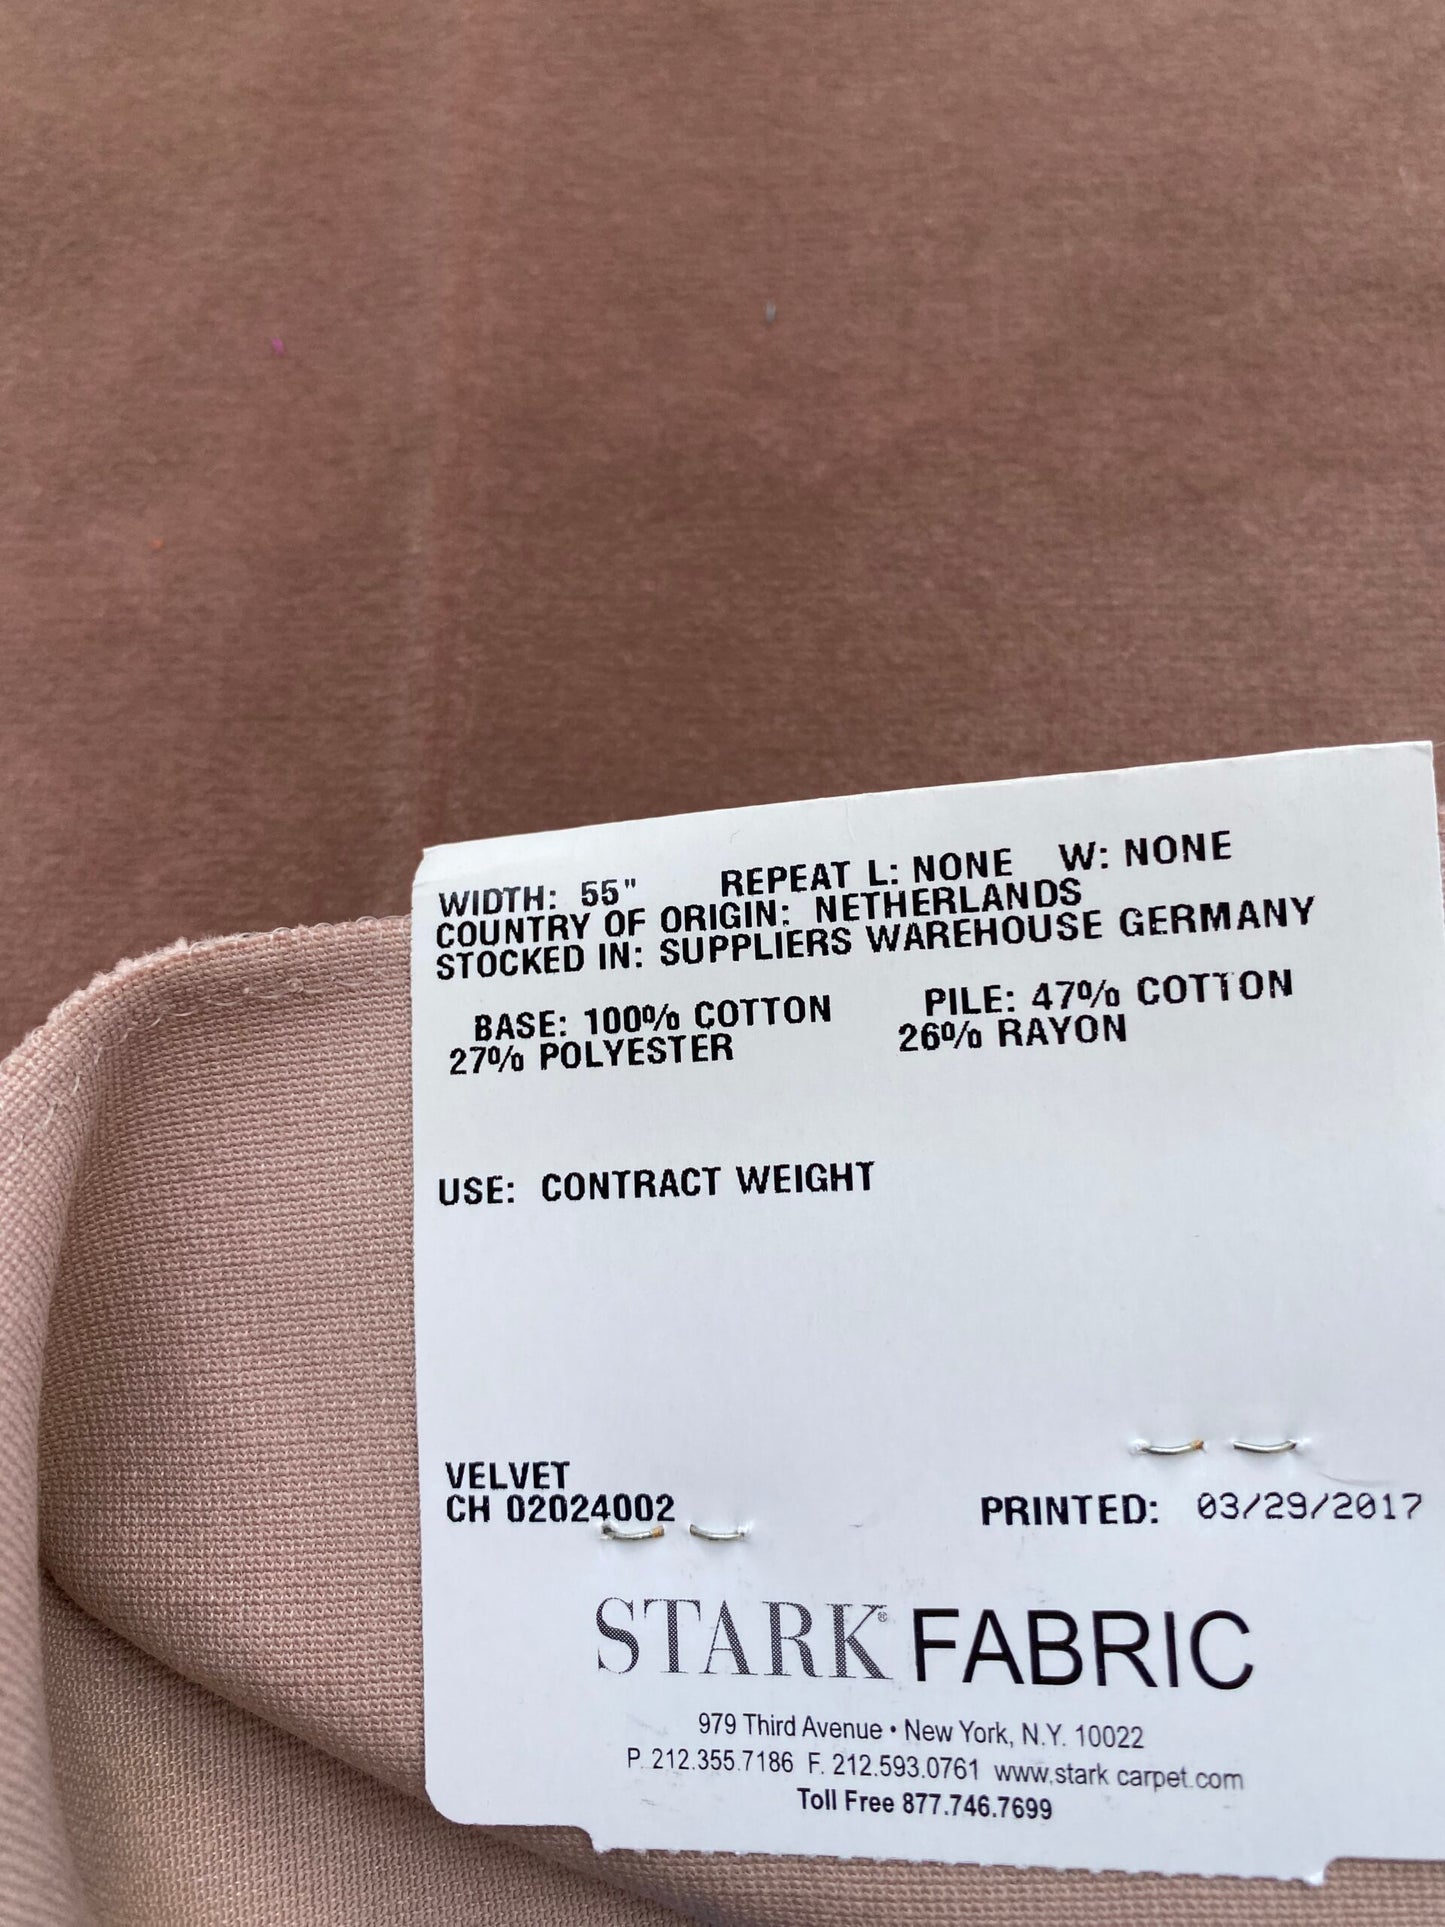 WIDTH: 55" REPEAT L: NONE W: NONE
COUNTRY OF ORIGIN: NETHERLANDS
STOCKED IN: SUPPLIERS WAREHOUSE GERMANY
BASE: 100% COTTON PILE: 47% COTTON
27% POLYESTER 26% RAYON
USE: CONTRACT WEIGHT
VELVET
CH 02024002 PRINTED: 03/29/2017
STARK® FABRIC
979 Third Avenue • New York, N.Y. 10022
P. 212.355.7186 F. 212.593.0761 www.stark carpet.com
Toll Free 877.746.7699